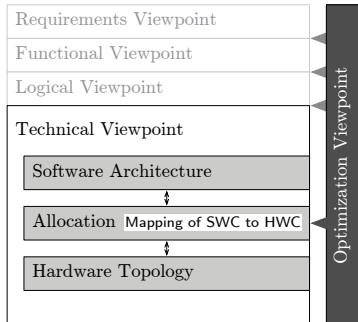 Requirements Viewpoint
Functional Viewpoint
Logical Viewpoint
Technical Viewpoint
Software Architecture
Allocation Mapping of SWC to HWC
Hardware Topology
Optimization Viewpoint